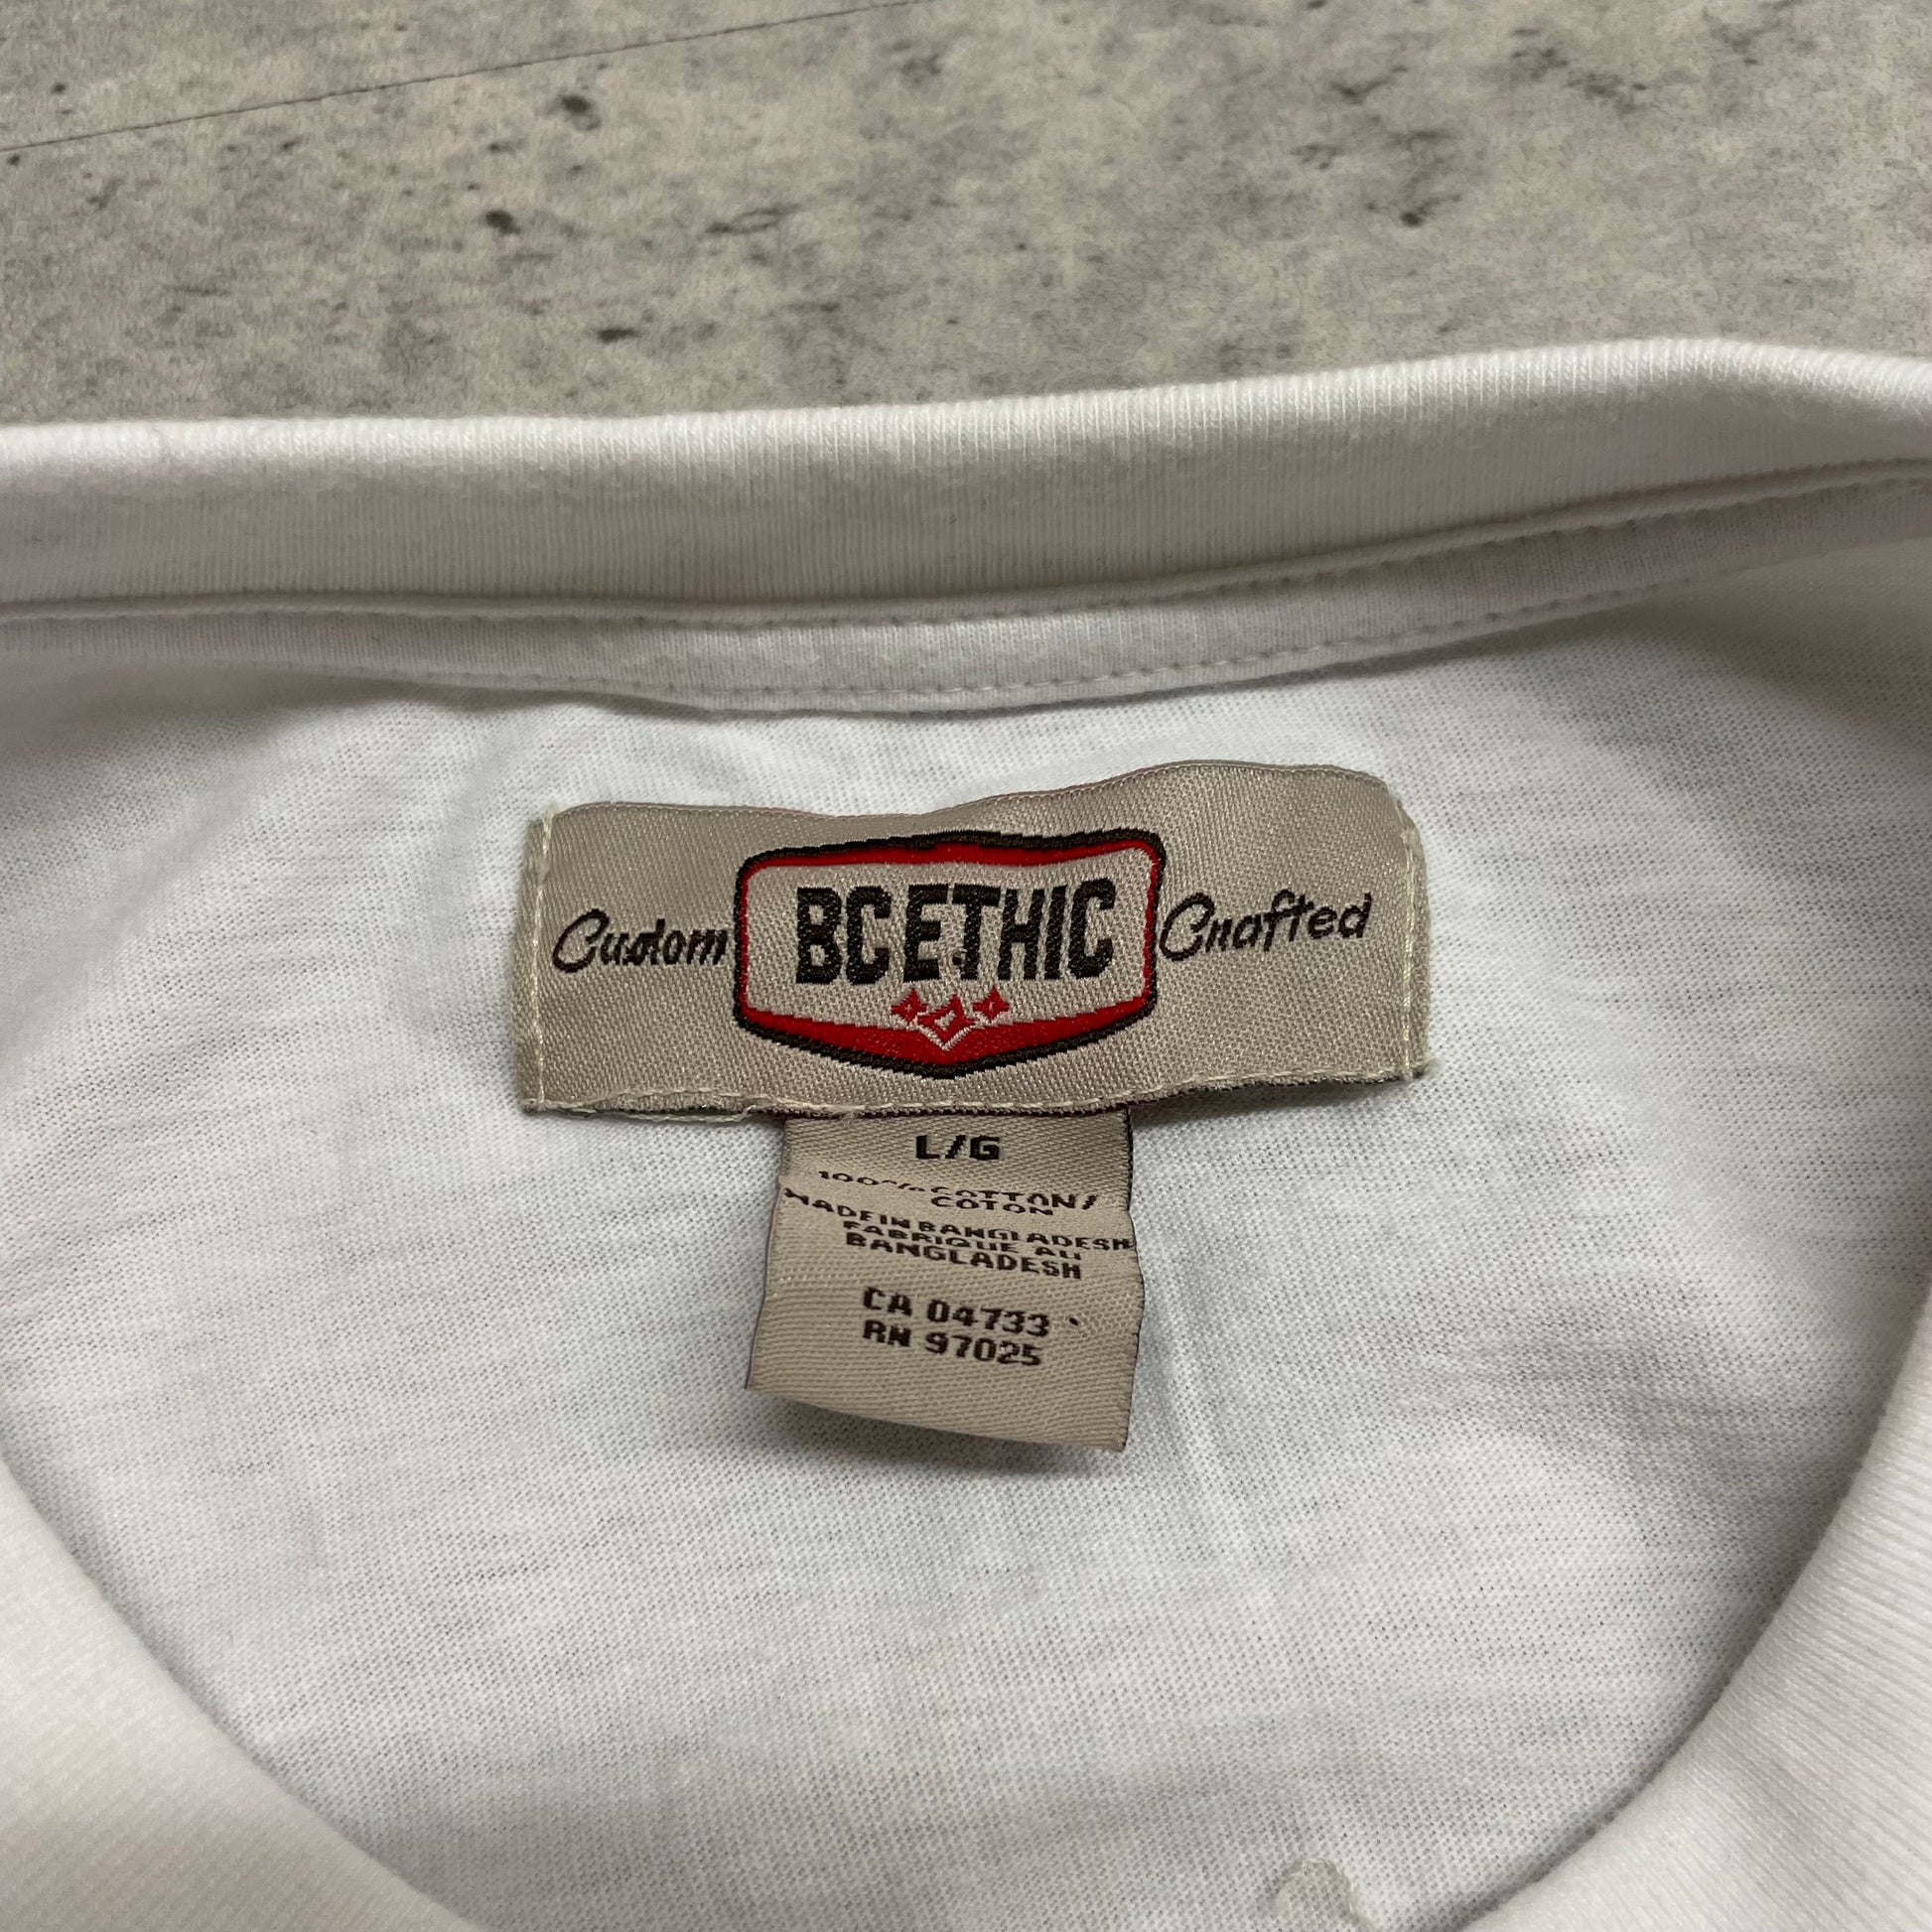 Custom BC ETHIC Crafted
L/G
100% COTTON/
COTON
MADE IN BANGLADESH
FABRIQUE AU
BANGLADESH
CA 04733
RN 97025